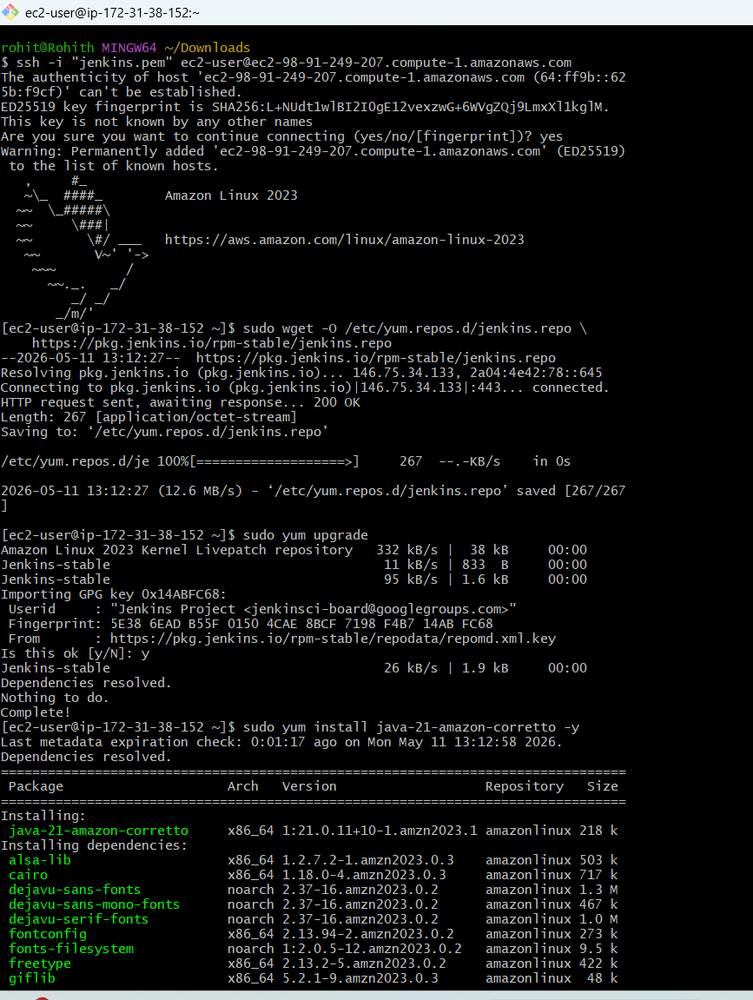 ec2-user@ip-172-31-38-152:~
rohit@Rohith MINGW64 ~/Downloads
$ ssh -i "jenkins.pem" ec2-user@ec2-98-91-249-207.compute-1.amazonaws.com
The authenticity of host 'ec2-98-91-249-207.compute-1.amazonaws.com (64:ff9b::62
5b:f9cf)' can't be established.
ED25519 key fingerprint is SHA256:L+NUdt1wlBI2I0gE12vexzwG+6WVgZQj9LmxXl1kglM.
This key is not known by any other names
Are you sure you want to continue connecting (yes/no/[fingerprint])? yes
Warning: Permanently added 'ec2-98-91-249-207.compute-1.amazonaws.com' (ED25519)
 to the list of known hosts.
   ,     #_
   ~\_  ####_        Amazon Linux 2023
  ~~  \_#####\
  ~~     \###|
  ~~       \#/ ___   https://aws.amazon.com/linux/amazon-linux-2023
   ~~       V~' '->
    ~~~         /
      ~~._.   _/
         _/ _/
       _/m/'
[ec2-user@ip-172-31-38-152 ~]$ sudo wget -O /etc/yum.repos.d/jenkins.repo \
    https://pkg.jenkins.io/rpm-stable/jenkins.repo
--2026-05-11 13:12:27--  https://pkg.jenkins.io/rpm-stable/jenkins.repo
Resolving pkg.jenkins.io (pkg.jenkins.io)... 146.75.34.133, 2a04:4e42:78::645
Connecting to pkg.jenkins.io (pkg.jenkins.io)|146.75.34.133|:443... connected.
HTTP request sent, awaiting response... 200 OK
Length: 267 [application/octet-stream]
Saving to: ‘/etc/yum.repos.d/jenkins.repo’
/etc/yum.repos.d/je 100%[===================>]     267  --.-KB/s    in 0s
2026-05-11 13:12:27 (12.6 MB/s) - ‘/etc/yum.repos.d/jenkins.repo’ saved [267/267
]
[ec2-user@ip-172-31-38-152 ~]$ sudo yum upgrade
Amazon Linux 2023 Kernel Livepatch repository   332 kB/s |  38 kB     00:00
Jenkins-stable                                   11 kB/s | 833  B     00:00
Jenkins-stable                                   95 kB/s | 1.6 kB     00:00
Importing GPG key 0x14ABFC68:
 Userid     : "Jenkins Project <jenkinsci-board@googlegroups.com>"
 Fingerprint: 5E38 6EAD B55F 0150 4CAE 8BCF 7198 F4B7 14AB FC68
 From       : https://pkg.jenkins.io/rpm-stable/repodata/repomd.xml.key
Is this ok [y/N]: y
Jenkins-stable                                   26 kB/s | 1.9 kB     00:00
Dependencies resolved.
Nothing to do.
Complete!
[ec2-user@ip-172-31-38-152 ~]$ sudo yum install java-21-amazon-corretto -y
Last metadata expiration check: 0:01:17 ago on Mon May 11 13:12:58 2026.
Dependencies resolved.
================================================================================
 Package                     Arch   Version                   Repository   Size
================================================================================
Installing:
 java-21-amazon-corretto     x86_64 1:21.0.11+10-1.amzn2023.1 amazonlinux 218 k
Installing dependencies:
 alsa-lib                    x86_64 1.2.7.2-1.amzn2023.0.3    amazonlinux 503 k
 cairo                       x86_64 1.18.0-4.amzn2023.0.3     amazonlinux 717 k
 dejavu-sans-fonts           noarch 2.37-16.amzn2023.0.2      amazonlinux 1.3 M
 dejavu-sans-mono-fonts      noarch 2.37-16.amzn2023.0.2      amazonlinux 467 k
 dejavu-serif-fonts          noarch 2.37-16.amzn2023.0.2      amazonlinux 1.0 M
 fontconfig                  x86_64 2.13.94-2.amzn2023.0.2    amazonlinux 273 k
 fonts-filesystem            noarch 1:2.0.5-12.amzn2023.0.2   amazonlinux 9.5 k
 freetype                    x86_64 2.13.2-5.amzn2023.0.2     amazonlinux 422 k
 giflib                      x86_64 5.2.1-9.amzn2023.0.3      amazonlinux  48 k